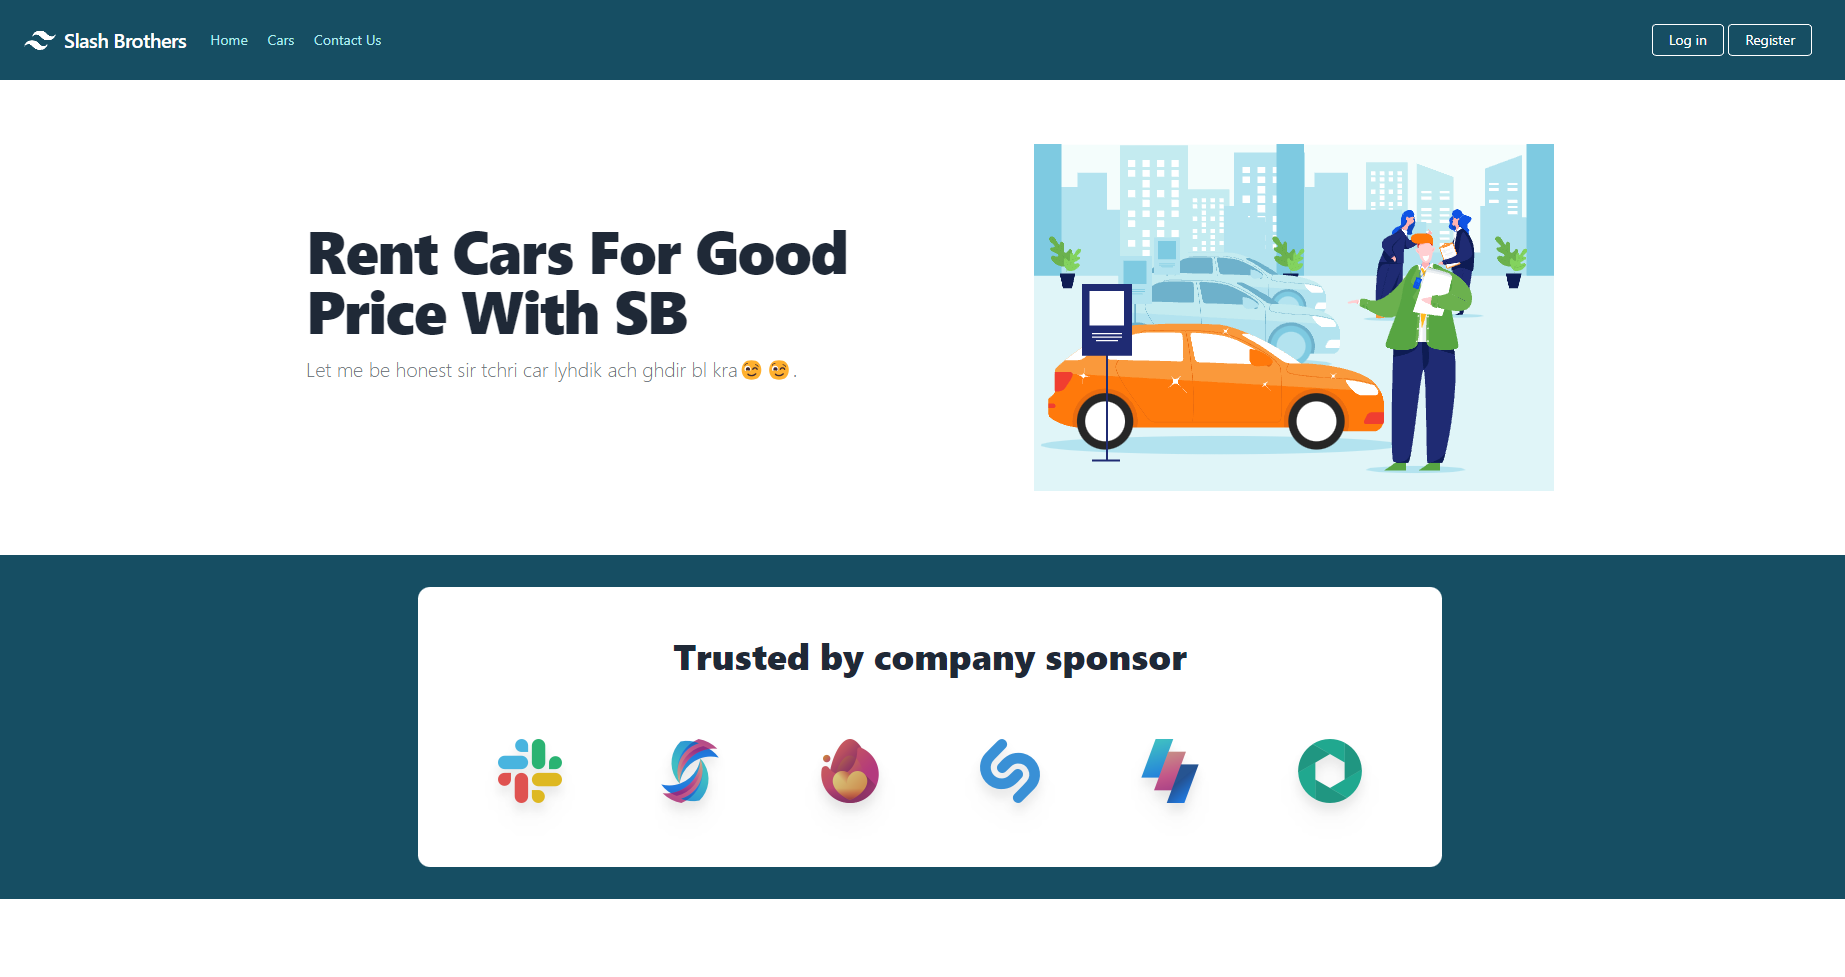 Slash Brothers
Home
Cars
Contact Us
Log in
Register
Rent Cars For Good
Price With SB
Let me be honest sir tchri car lyhdik ach ghdir bl kra😉 😉 .
Trusted by company sponsor